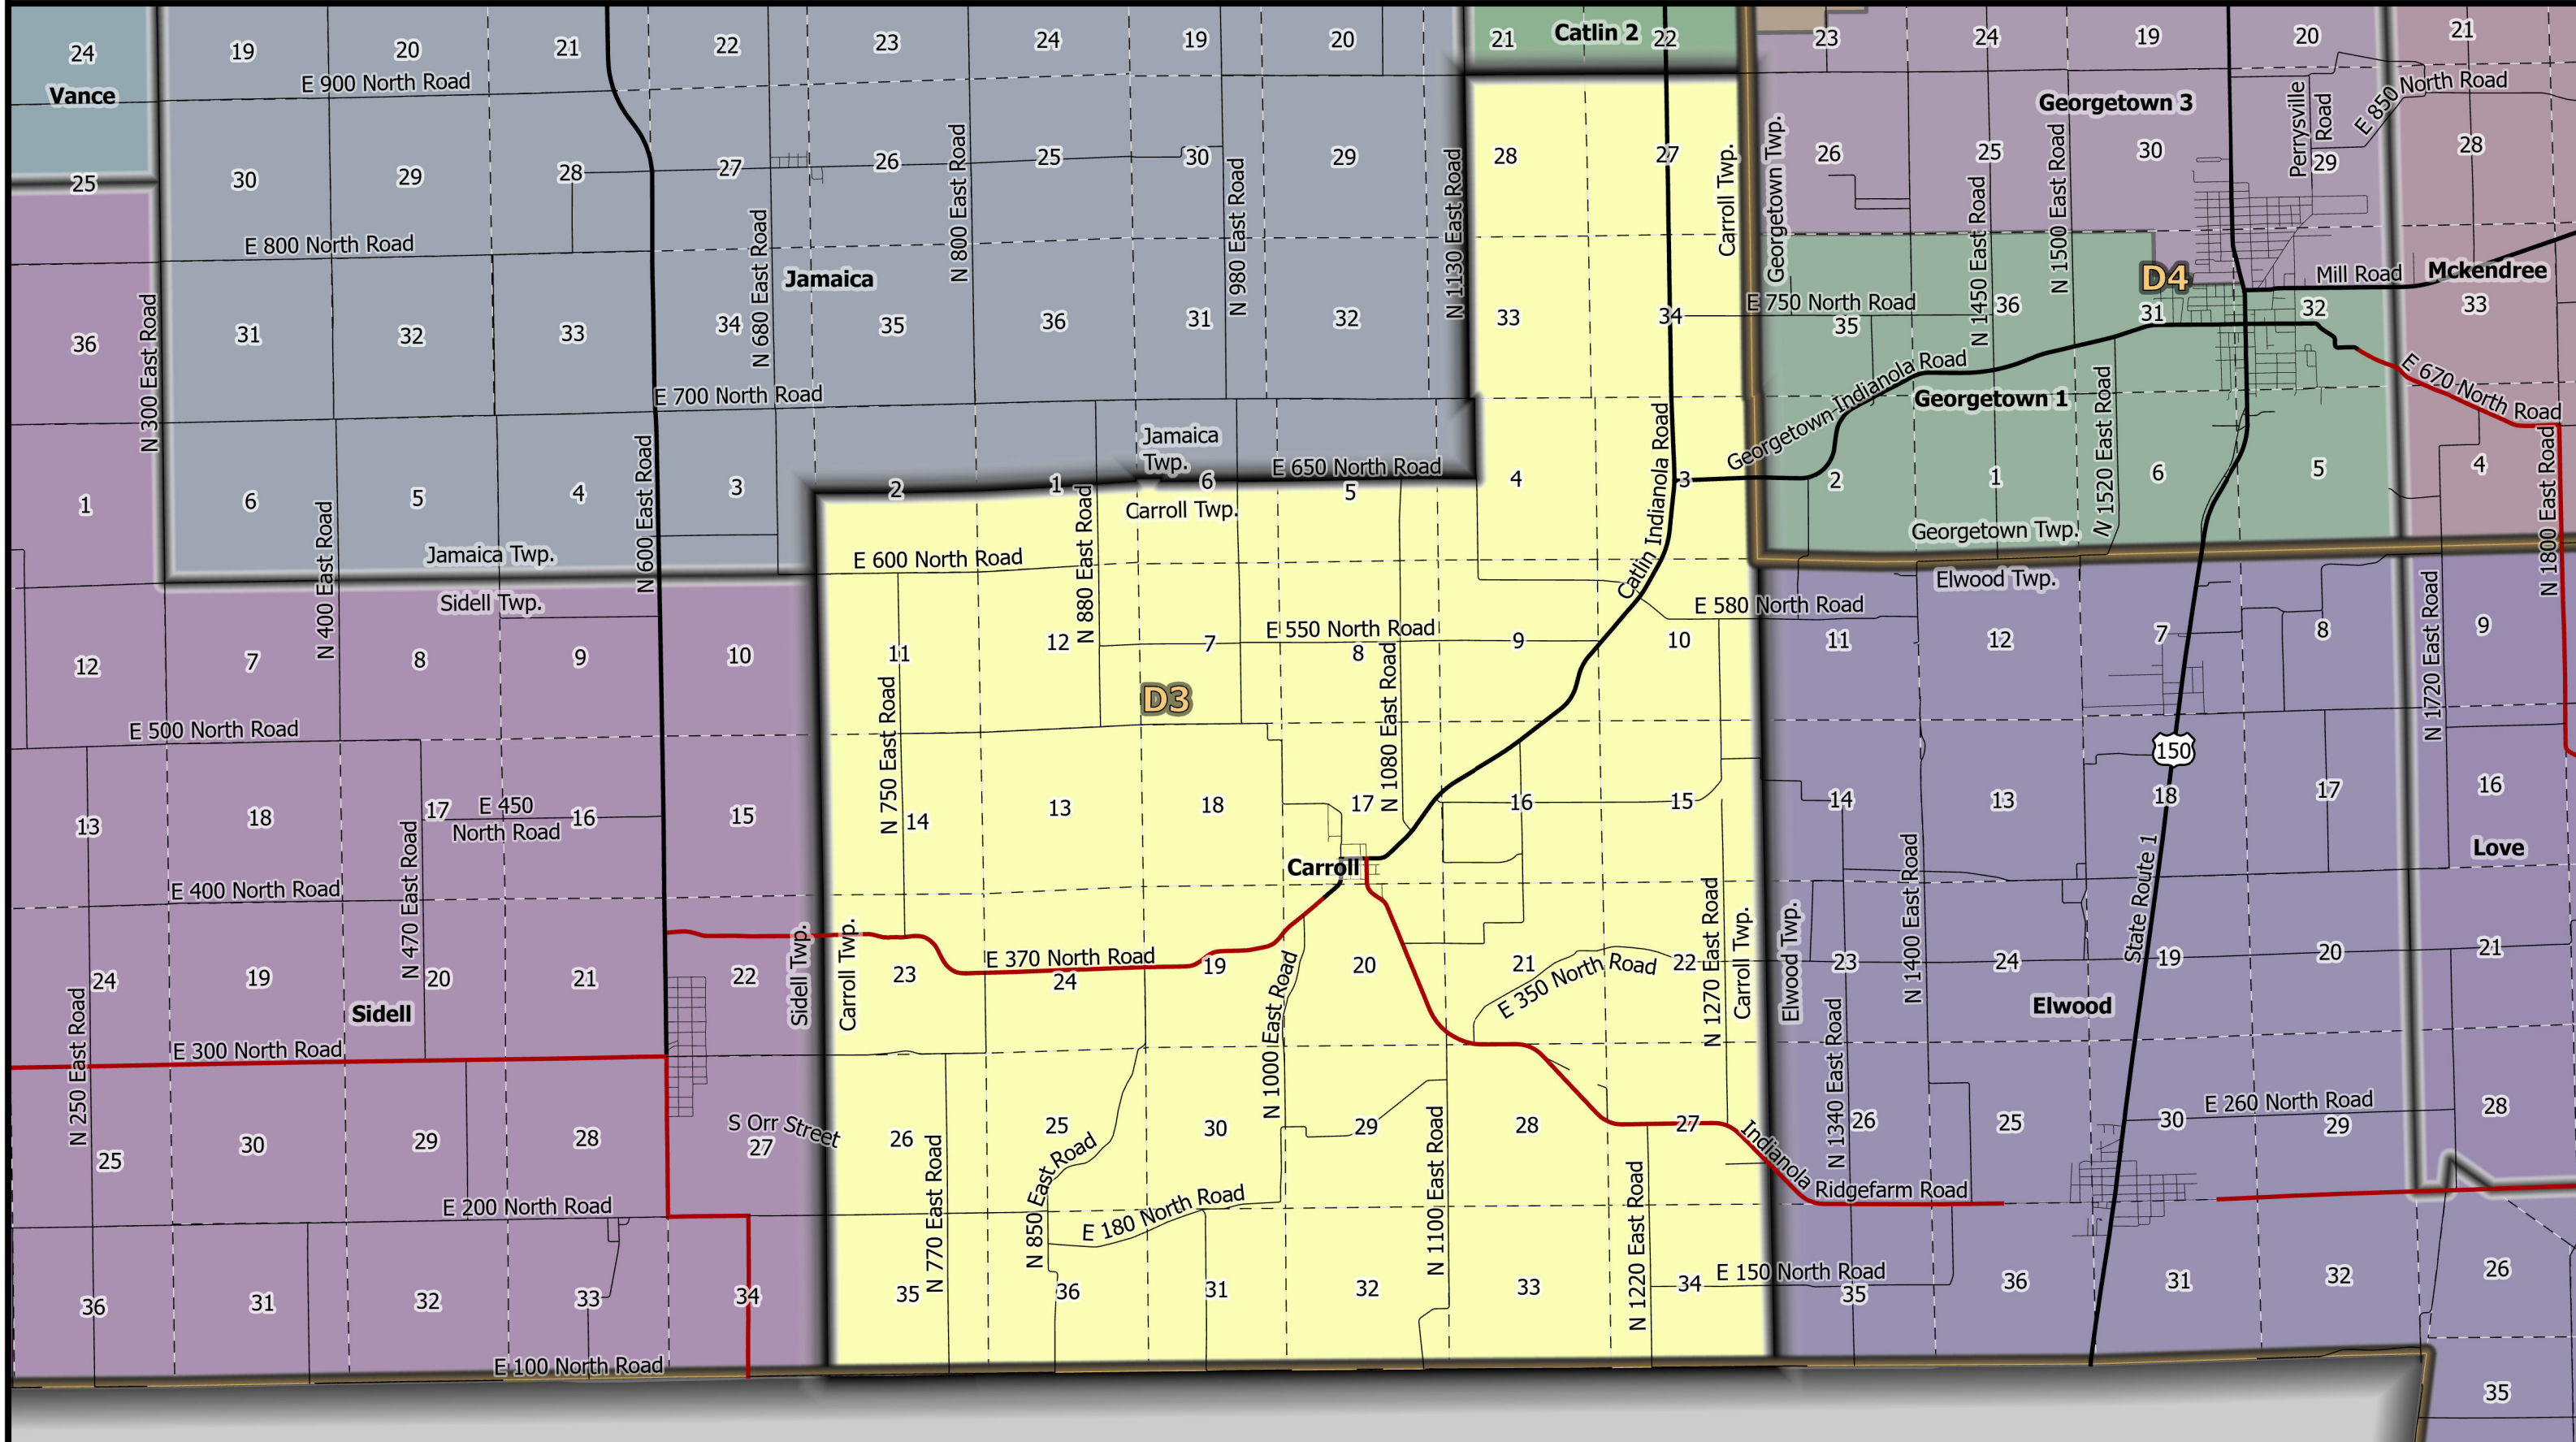 24
19
20
21
22
23
24
19
20
21
Catlin 2
22
23
24
19
20
21
Vance
E 900 North Road
Georgetown 3
Perrysville
Road
E 850 North Road
25
30
29
28
27
26
25
30
29
28
27
26
25
30
29
28
N 800 East Road
N 980 East Road
N 1130 East Road
Carroll Twp.
Georgetown Twp.
N 1500 East Road
N 1450 East Road
E 800 North Road
N 680 East Road
Jamaica
D4
Mill Road
Mckendree
36
31
32
33
34
35
36
31
32
33
34
E 750 North Road
35
36
31
32
33
N 300 East Road
E 700 North Road
Georgetown Indianola Road
Georgetown 1
E 670 North Road
1
6
5
4
3
2
1
6
5
4
3
2
1
6
5
4
Jamaica
Twp.
E 650 North Road
Carroll Twp.
N 400 East Road
N 600 East Road
N 880 East Road
Catlin Indianola Road
N 1520 East Road
N 1800 East Road
Georgetown Twp.
Jamaica Twp.
Sidell Twp.
E 600 North Road
Elwood Twp.
E 580 North Road
E 550 North Road
12
7
8
9
10
11
12
7
8
9
10
11
12
7
8
9
N 1720 East Road
D3
E 500 North Road
N 750 East Road
N 1080 East Road
150
13
18
17
E 450
North Road
16
15
14
13
18
17
16
15
14
13
18
17
16
Carroll
Love
E 400 North Road
N 470 East Road
N 1270 East Road
N 1400 East Road
State Route 1
Sidell Twp.
Carroll Twp.
Carroll Twp.
Elwood Twp.
E 370 North Road
E 350 North Road
24
19
20
21
22
23
24
19
20
21
22
23
24
19
20
21
Sidell
Elwood
N 250 East Road
E 300 North Road
N 1000 East Road
N 1340 East Road
S Orr Street
E 260 North Road
25
30
29
28
27
26
25
30
29
28
27
26
25
30
29
28
N 770 East Road
N 850 East Road
N 1100 East Road
N 1220 East Road
Indianola
Ridgefarm Road
E 200 North Road
E 180 North Road
E 150 North Road
36
31
32
33
34
35
36
31
32
33
34
35
36
31
32
26
E 100 North Road
35